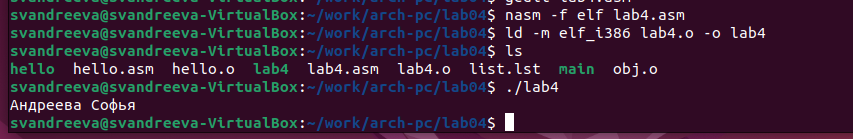 svandreeva@svandreeva-VirtualBox:~/work/arch-pc/lab04$ nasm -f elf lab4.asm
svandreeva@svandreeva-VirtualBox:~/work/arch-pc/lab04$ ld -m elf_i386 lab4.o -o lab4
svandreeva@svandreeva-VirtualBox:~/work/arch-pc/lab04$ ls
hello hello.asm hello.o lab4 lab4.asm lab4.o list.lst main obj.o
svandreeva@svandreeva-VirtualBox:~/work/arch-pc/lab04$ ./lab4
Андреева Софья
svandreeva@svandreeva-VirtualBox:~/work/arch-pc/lab04$